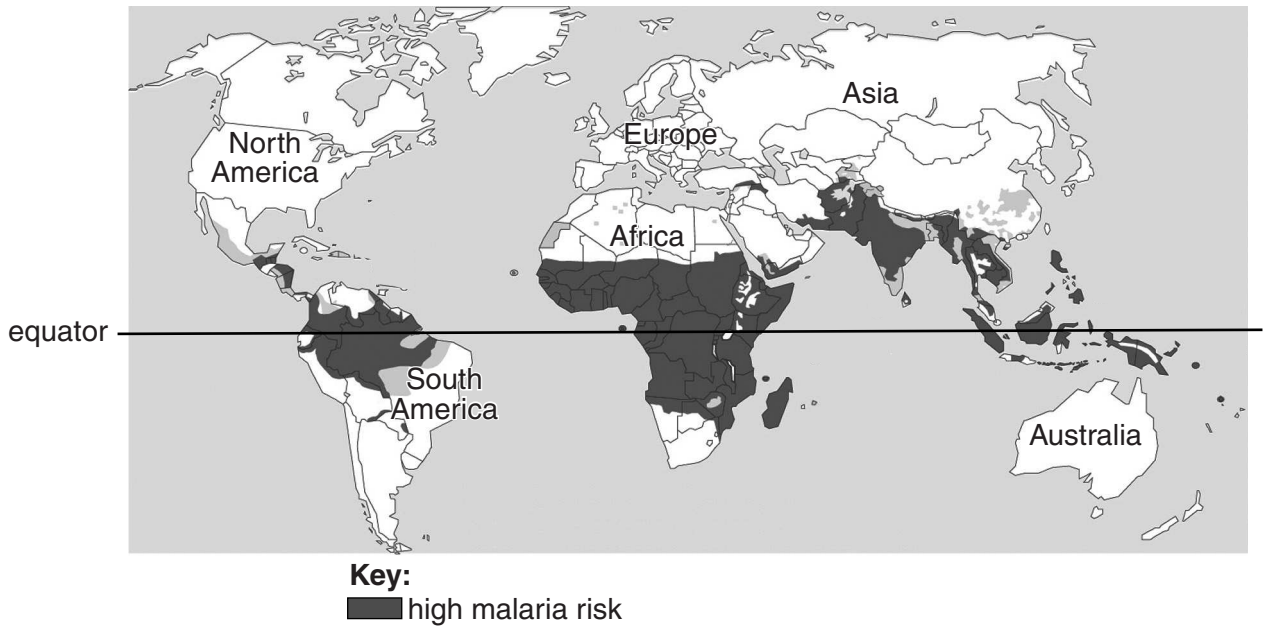 Asia
Europe
North
America
Africa
equator
South
America
Australia
Key:
high malaria risk